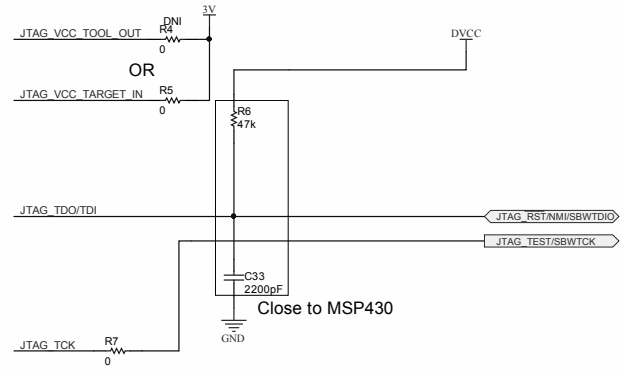 3V
DNI
JTAG_VCC_TOOL_OUT
R4
0
DVCC
OR
JTAG_VCC_TARGET_IN
R5
0
R6
47k
JTAG_TDO/TDI
JTAG_RST/NMI/SBWTDIO
JTAG_TEST/SBWTCK
C33
2200pF
Close to MSP430
GND
JTAG_TCK
R7
0